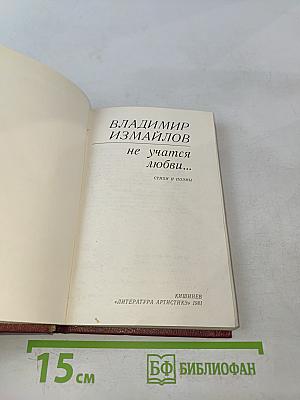 ВЛАДИМИР
ИЗМАЙЛОВ
не учатся
любви...
стихи и поэмы
КИШИНЕВ
«ЛИТЕРАТУРА АРТИСТИКЭ» 1981
15 см
БФ БИБЛИОФАН